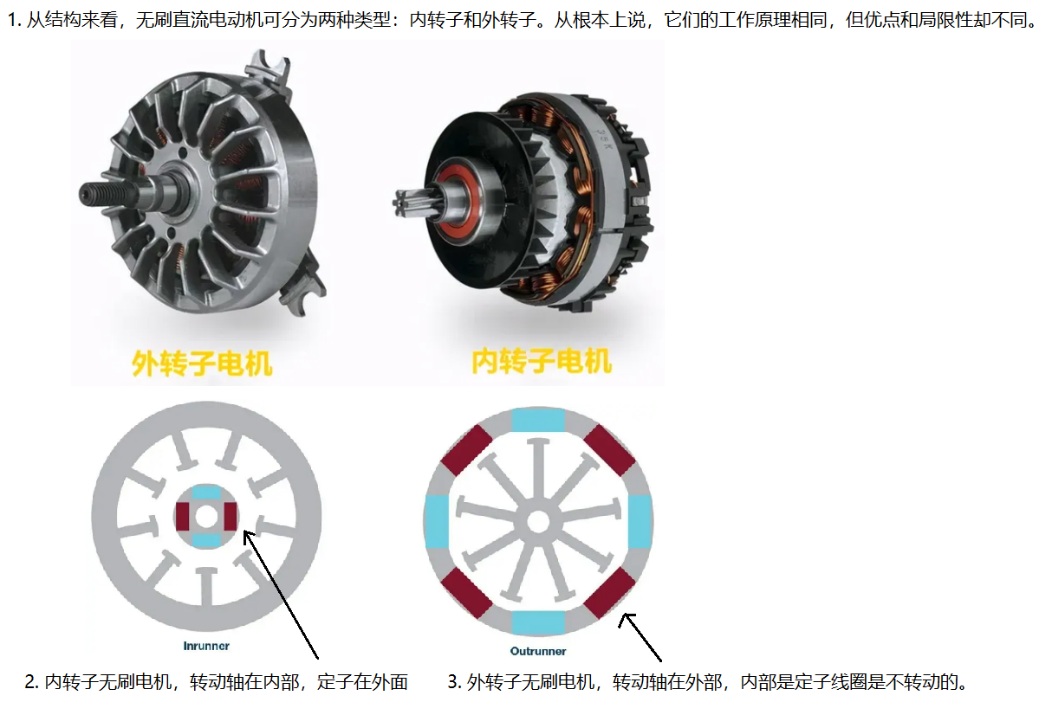 1. 从结构来看，无刷直流电动机可分为两种类型：内转子和外转子。从根本上说，它们的工作原理相同，但优点和局限性却不同。
外转子电机
内转子电机
Inrunner
Outrunner
2. 内转子无刷电机，转动轴在内部，定子在外面
3. 外转子无刷电机，转动轴在外部，内部是定子线圈是不转动的。